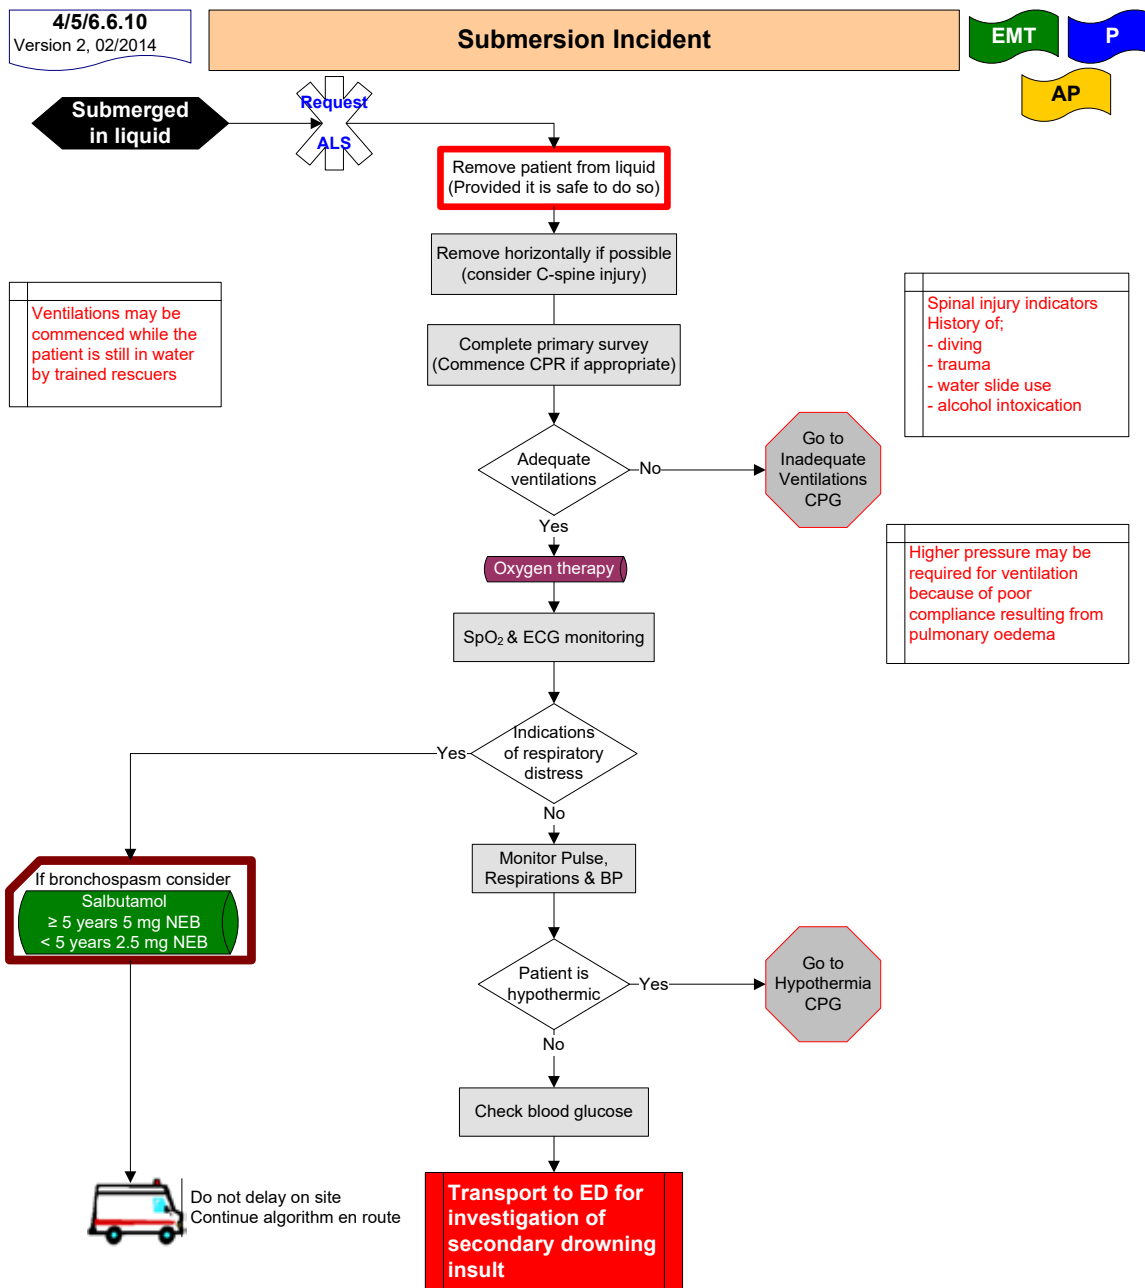 4/5/6.6.10
Version 2, 02/2014
Submersion Incident
EMT
P
AP
Submerged
in liquid
Request
ALS
Remove patient from liquid
(Provided it is safe to do so)
Remove horizontally if possible
(consider C-spine injury)
Ventilations may be
commenced while the
patient is still in water
by trained rescuers
Spinal injury indicators
History of;
- diving
- trauma
- water slide use
- alcohol intoxication
Complete primary survey
(Commence CPR if appropriate)
Adequate
ventilations
No
Go to
Inadequate
Ventilations
CPG
Yes
Oxygen therapy
Higher pressure may be
required for ventilation
because of poor
compliance resulting from
pulmonary oedema
SpO₂ & ECG monitoring
Indications
of respiratory
distress
Yes
No
Monitor Pulse,
Respirations & BP
If bronchospasm consider
Salbutamol
≥ 5 years 5 mg NEB
< 5 years 2.5 mg NEB
Patient is
hypothermic
Yes
Go to
Hypothermia
CPG
No
Check blood glucose
Do not delay on site
Continue algorithm en route
Transport to ED for
investigation of
secondary drowning
insult